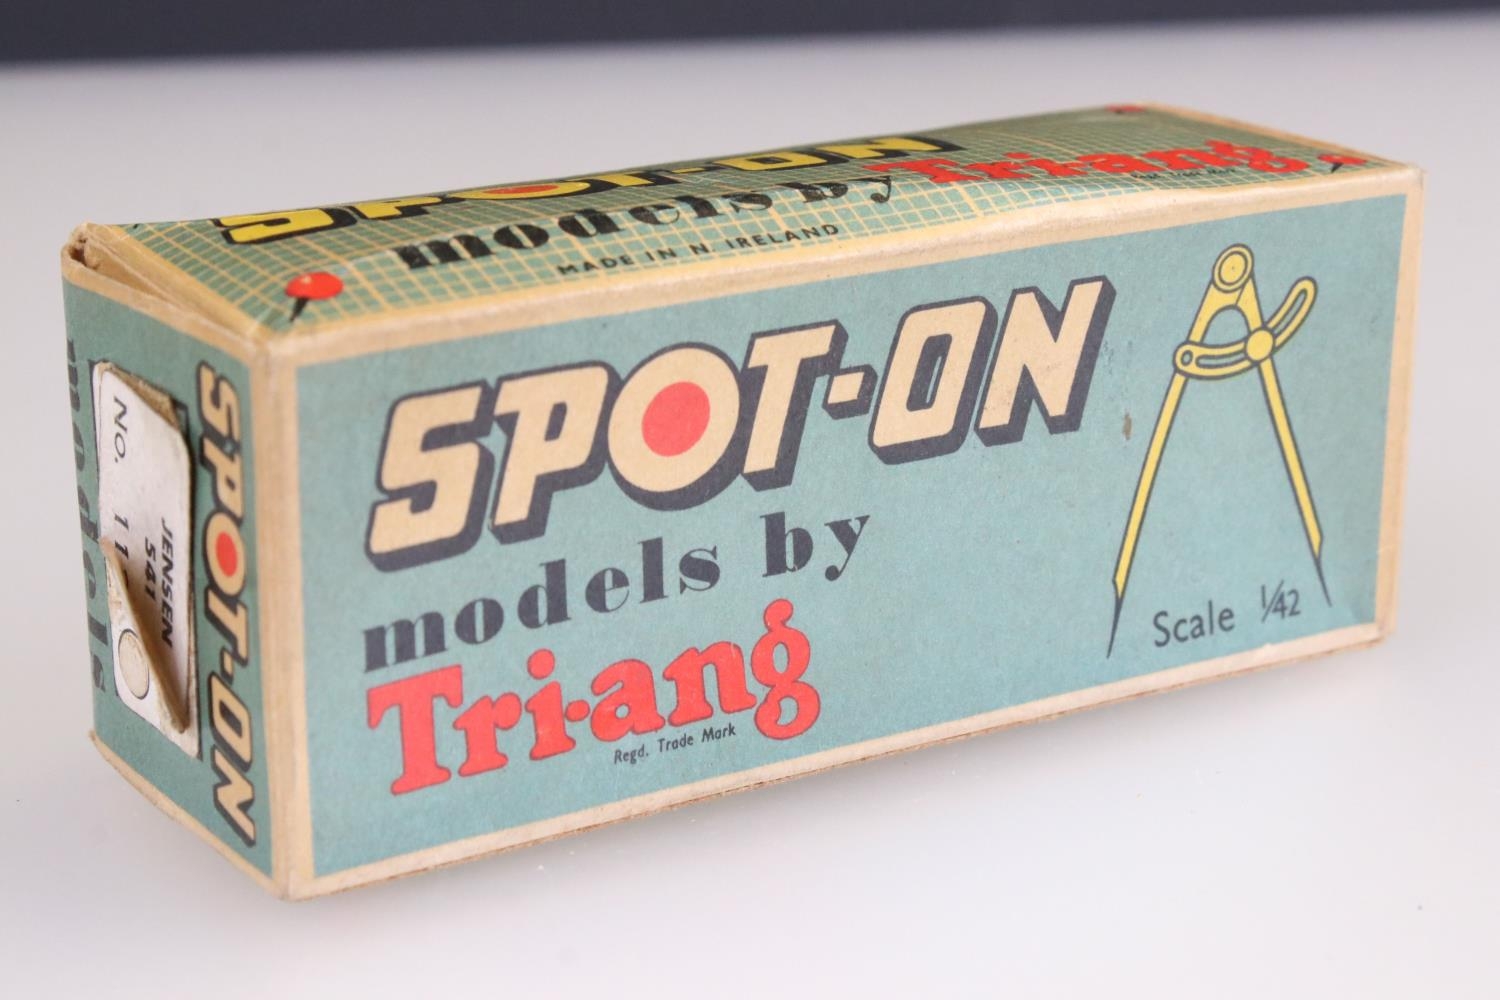 SPOT-ON
models by Tri-ang
MADE IN N. IRELAND
SPOT-ON
models by
Tri-ang
Regd. Trade Mark
Scale 1/42
SPOT-ON
models
No.
JENSEN
541